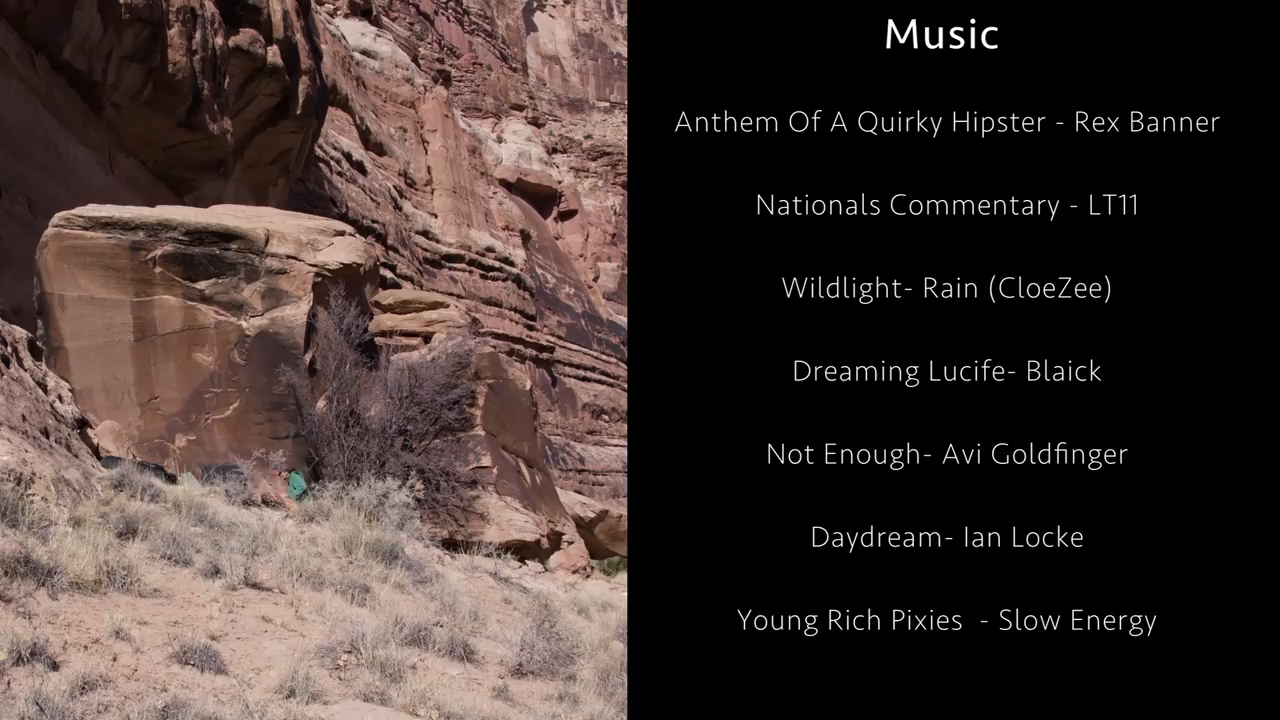 Music
Anthem Of A Quirky Hipster - Rex Banner
Nationals Commentary - LT11
Wildlight- Rain (CloeZee)
Dreaming Lucife- Blaick
Not Enough- Avi Goldfinger
Daydream- Ian Locke
Young Rich Pixies  - Slow Energy